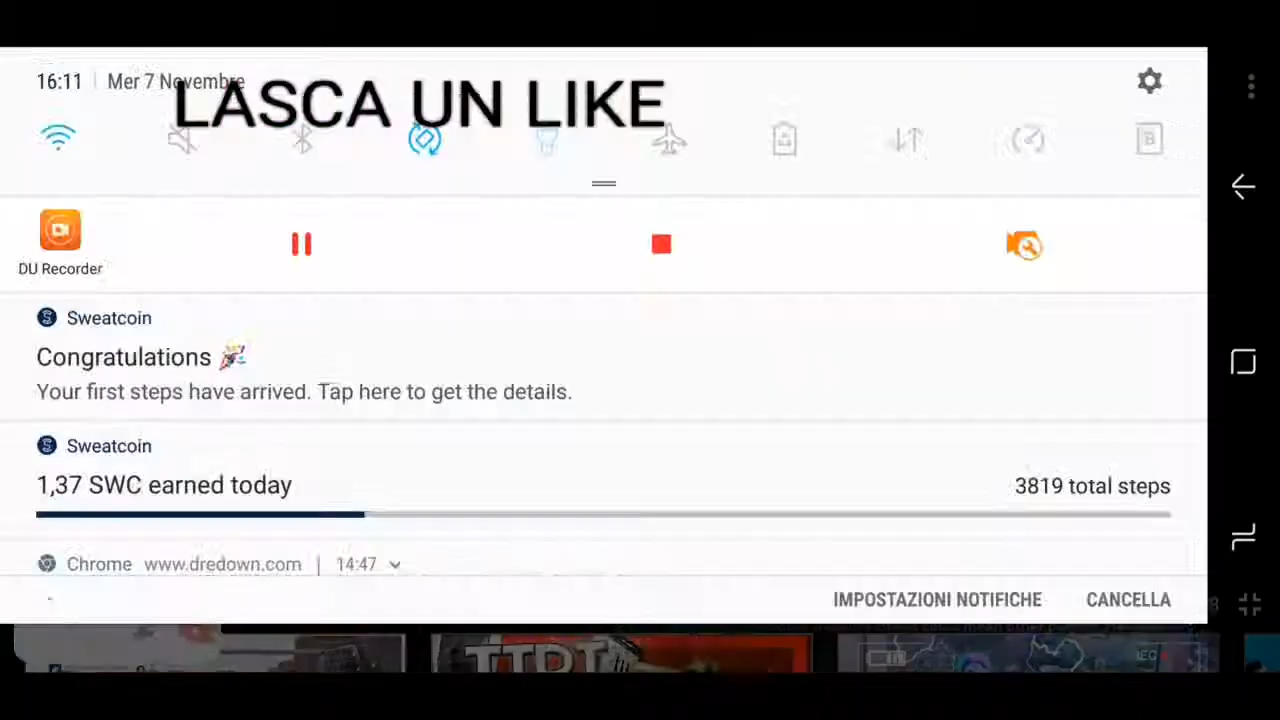 16:11 | Mer 7 Novembre
LASCA UN LIKE
DU Recorder
Sweatcoin
Congratulations 🎉
Your first steps have arrived. Tap here to get the details.
Sweatcoin
1,37 SWC earned today
3819 total steps
Chrome www.dredown.com | 14:47
IMPOSTAZIONI NOTIFICHE
CANCELLA